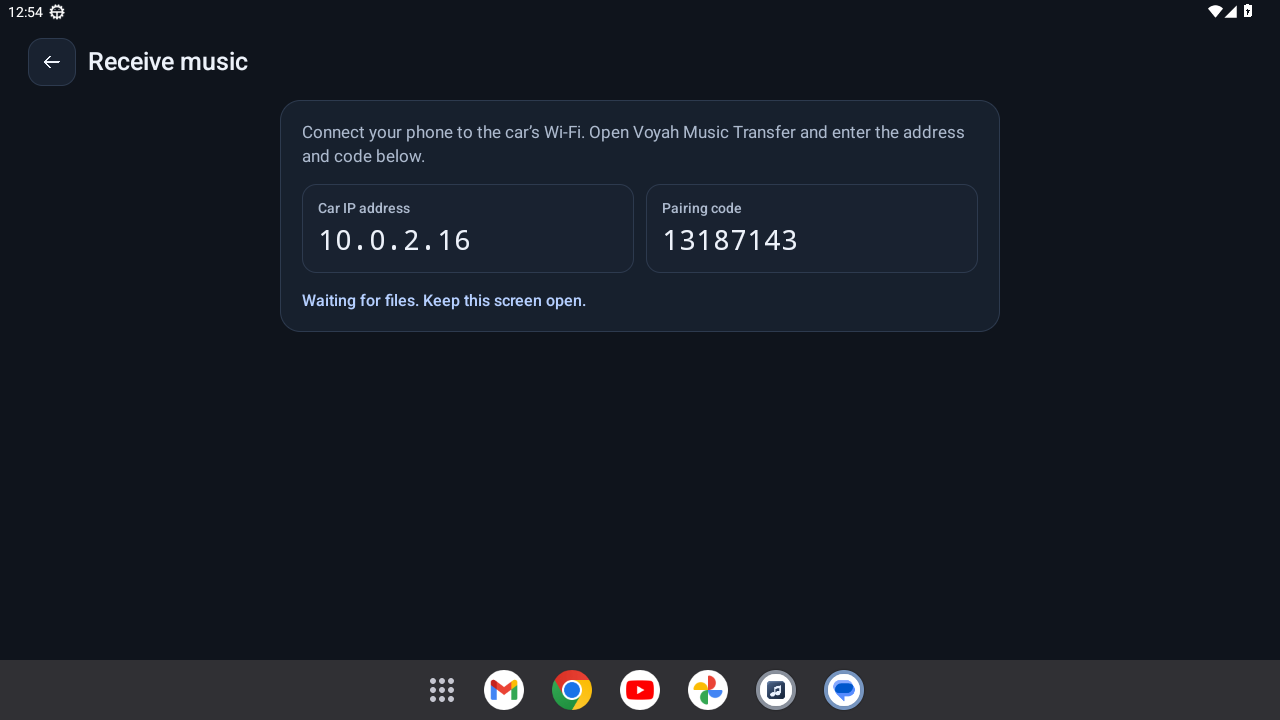 12:54
Receive music
Connect your phone to the car’s Wi-Fi. Open Voyah Music Transfer and enter the address
and code below.
Car IP address
10.0.2.16
Pairing code
13187143
Waiting for files. Keep this screen open.